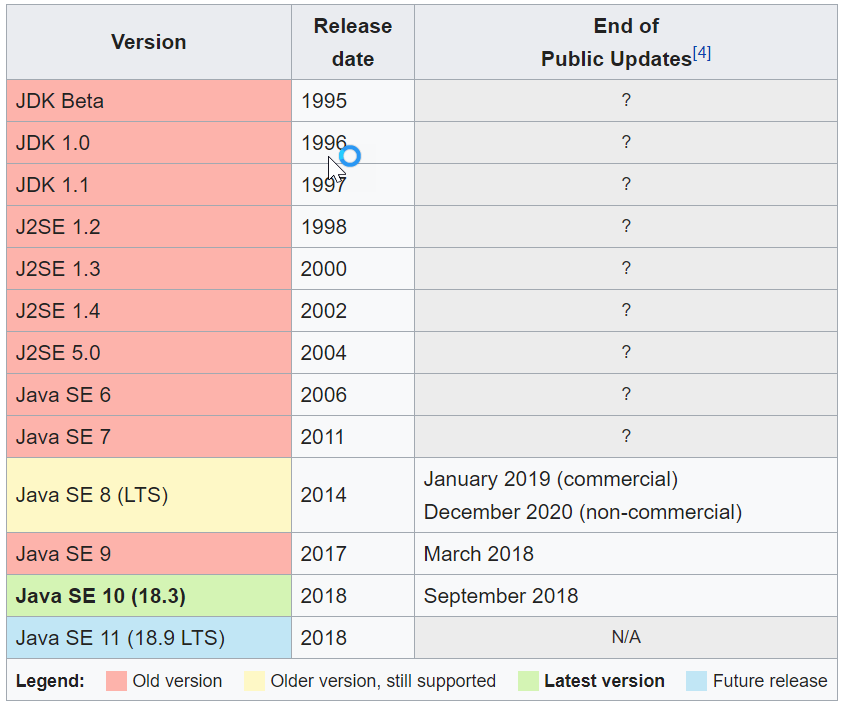 Version Release date End of Public Updates[4]
JDK Beta 1995 ?
JDK 1.0 1996 ?
JDK 1.1 1997 ?
J2SE 1.2 1998 ?
J2SE 1.3 2000 ?
J2SE 1.4 2002 ?
J2SE 5.0 2004 ?
Java SE 6 2006 ?
Java SE 7 2011 ?
Java SE 8 (LTS) 2014 January 2019 (commercial)
December 2020 (non-commercial)
Java SE 9 2017 March 2018
Java SE 10 (18.3) 2018 September 2018
Java SE 11 (18.9 LTS) 2018 N/A
Legend: Old version Older version, still supported Latest version Future release